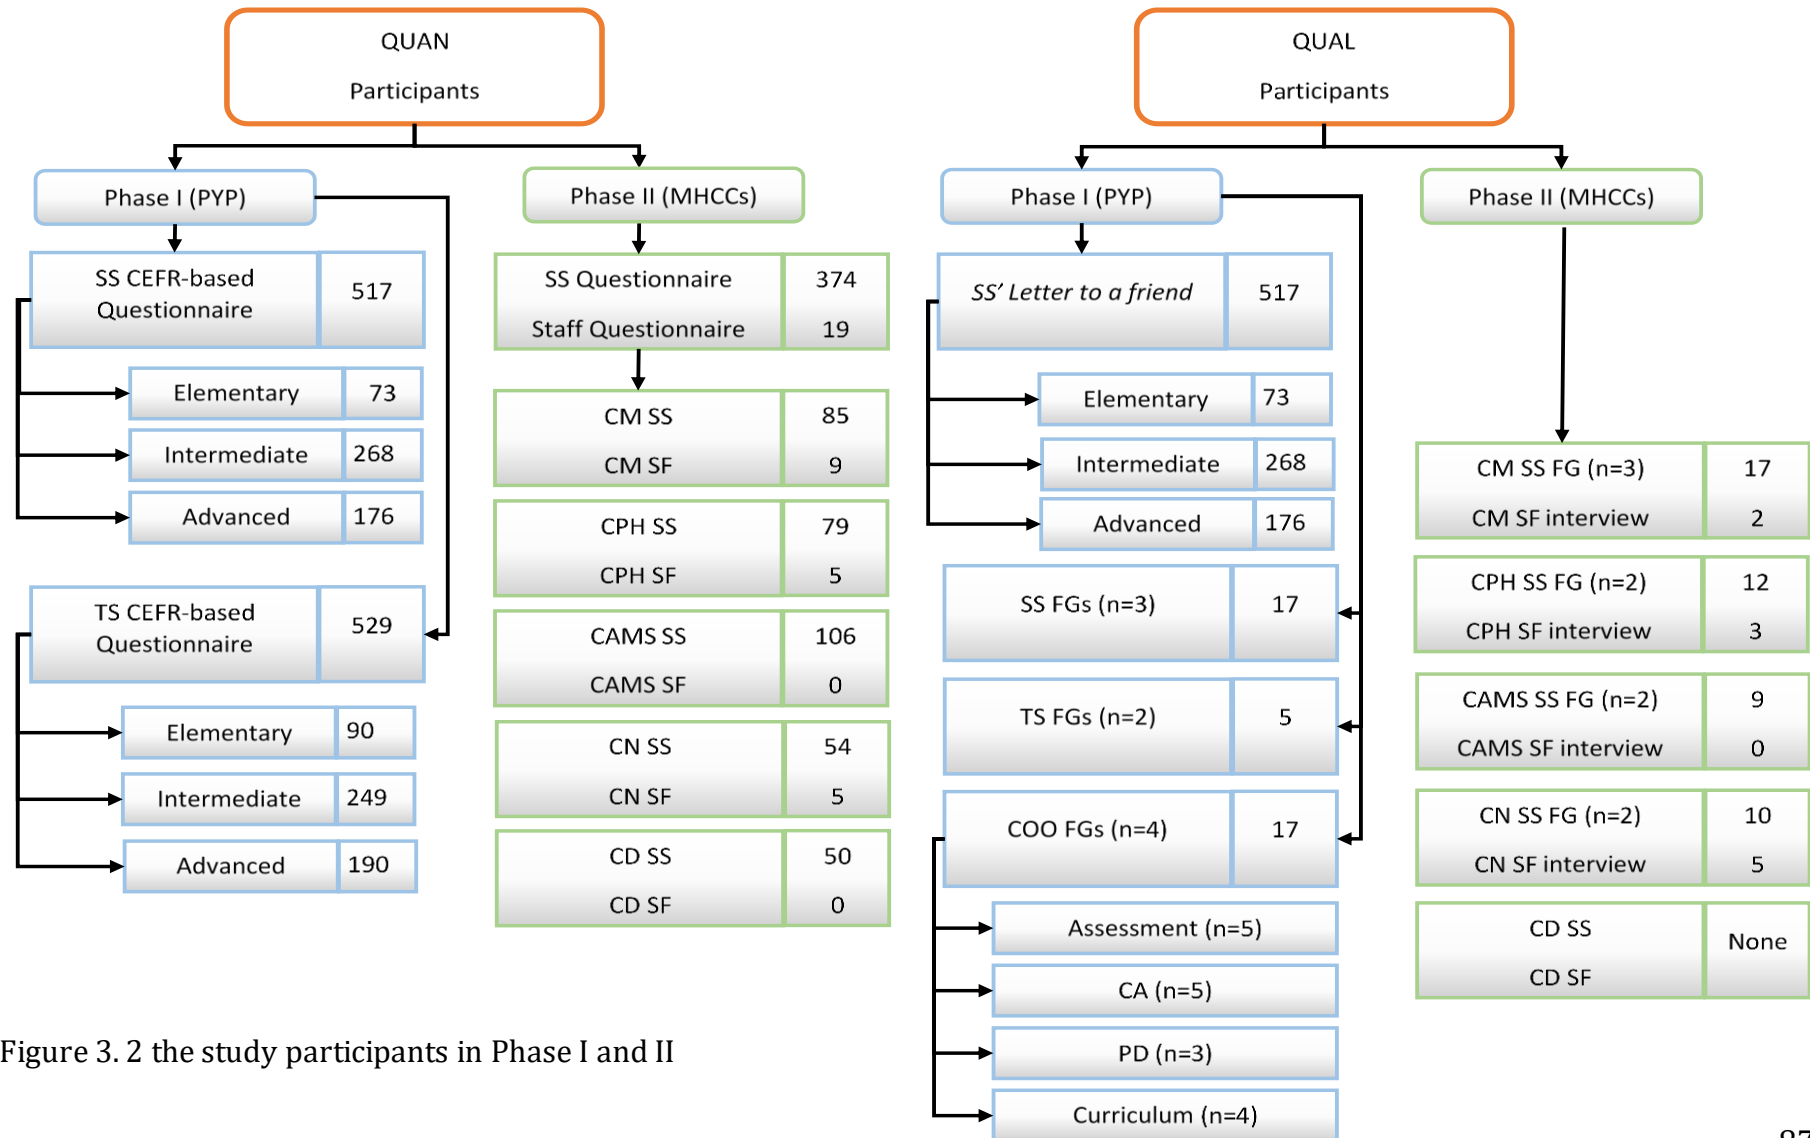 QUAN
Participants
Phase I (PYP)
SS CEFR-based
Questionnaire
517
Elementary 73
Intermediate 268
Advanced 176
TS CEFR-based
Questionnaire
529
Elementary 90
Intermediate 249
Advanced 190
Phase II (MHCCs)
SS Questionnaire 374
Staff Questionnaire 19
CM SS 85
CM SF 9
CPH SS 79
CPH SF 5
CAMS SS 106
CAMS SF 0
CN SS 54
CN SF 5
CD SS 50
CD SF 0
QUAL
Participants
Phase I (PYP)
SS' Letter to a friend 517
Elementary 73
Intermediate 268
Advanced 176
SS FGs (n=3) 17
TS FGs (n=2) 5
COO FGs (n=4) 17
Assessment (n=5)
CA (n=5)
PD (n=3)
Curriculum (n=4)
Phase II (MHCCs)
CM SS FG (n=3) 17
CM SF interview 2
CPH SS FG (n=2) 12
CPH SF interview 3
CAMS SS FG (n=2) 9
CAMS SF interview 0
CN SS FG (n=2) 10
CN SF interview 5
CD SS
CD SF
None
Figure 3. 2 the study participants in Phase I and II